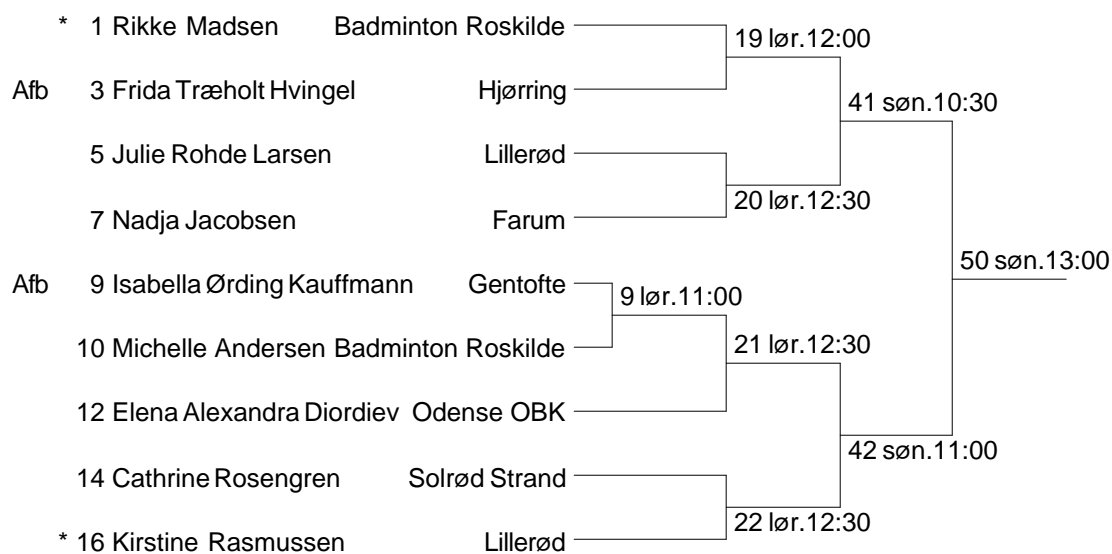 * 1 Rikke Madsen Badminton Roskilde
19 lør.12:00
Afb 3 Frida Træholt Hvingel Hjørring
41 søn.10:30
5 Julie Rohde Larsen Lillerød
20 lør.12:30
7 Nadja Jacobsen Farum
50 søn.13:00
Afb 9 Isabella Ørding Kauffmann Gentofte
9 lør.11:00
10 Michelle Andersen Badminton Roskilde
21 lør.12:30
12 Elena Alexandra Diordiev Odense OBK
42 søn.11:00
14 Cathrine Rosengren Solrød Strand
22 lør.12:30
* 16 Kirstine Rasmussen Lillerød